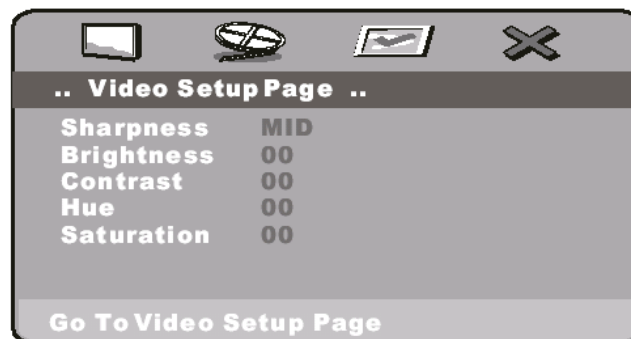 .. Video Setup Page ..
Sharpness MID
Brightness 00
Contrast 00
Hue 00
Saturation 00
Go To Video Setup Page